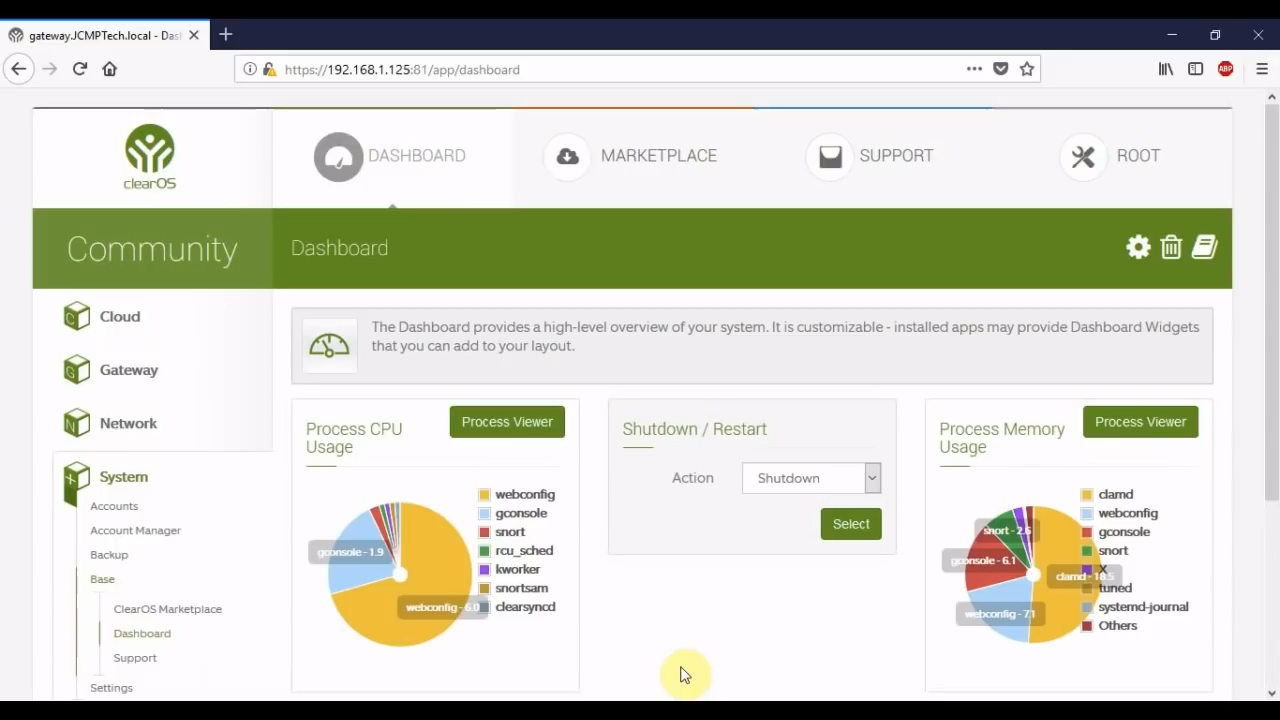 gateway.JCMPTech.local - Das
https://192.168.1.125:81/app/dashboard
ABP
clearOS
DASHBOARD
MARKETPLACE
SUPPORT
ROOT
Community
Dashboard
Cloud
Gateway
Network
System
Accounts
Account Manager
Backup
Base
ClearOS Marketplace
Dashboard
Support
Settings
The Dashboard provides a high-level overview of your system. It is customizable - installed apps may provide Dashboard Widgets
that you can add to your layout.
Process CPU
Usage
Process Viewer
webconfig
gconsole
snort
rcu_sched
kworker
snortsam
clearsyncd
gconsole - 1.9
webconfig - 6.0
Shutdown / Restart
Action
Shutdown
Select
Process Memory
Usage
Process Viewer
clamd
webconfig
gconsole
snort
X
tuned
systemd-journal
Others
snort - 2.6
gconsole - 6.1
clamd - 18.5
webconfig - 7.1